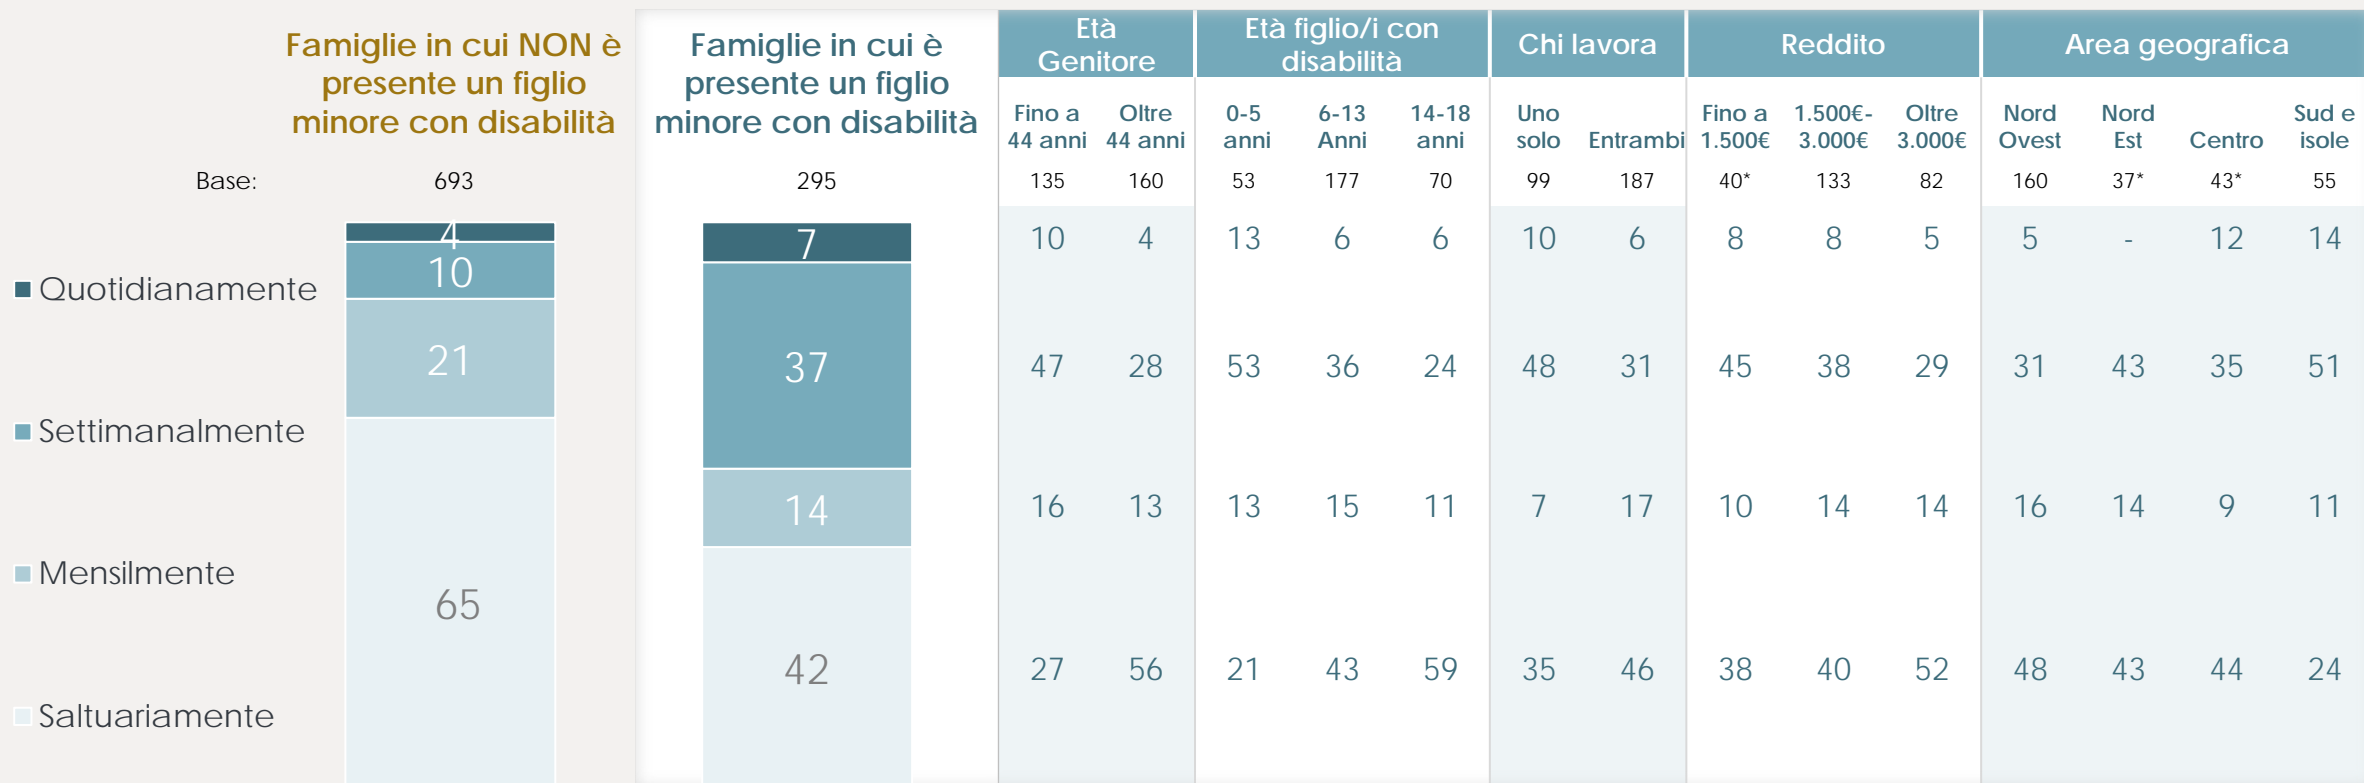 Famiglie in cui NON è
presente un figlio
minore con disabilità
Famiglie in cui è
presente un figlio
minore con disabilità
Età
Genitore
Età figlio/i con
disabilità
Chi lavora
Reddito
Area geografica
Fino a
44 anni
Oltre
44 anni
0-5
anni
6-13
Anni
14-18
anni
Uno
solo
Entrambi
Fino a
1.500€
1.500€-
3.000€
Oltre
3.000€
Nord
Ovest
Nord
Est
Centro
Sud e
isole
Base: 693 295 135 160 53 177 70 99 187 40* 133 82 160 37* 43* 55
Quotidianamente
Settimanalmente
Mensilmente
Saltuariamente
4
10
21
65
7
37
14
42
10 4 13 6 6 10 6 8 8 5 5 - 12 14
47 28 53 36 24 48 31 45 38 29 31 43 35 51
16 13 13 15 11 7 17 10 14 14 16 14 9 11
27 56 21 43 59 35 46 38 40 52 48 43 44 24